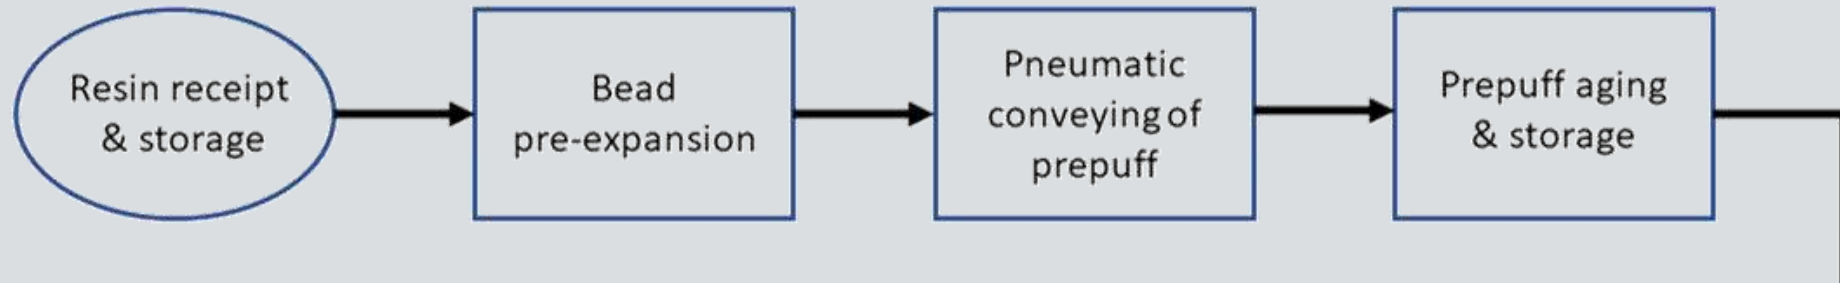 Resin receipt
& storage
Bead
pre-expansion
Pneumatic
conveying of
prepuff
Prepuff aging
& storage